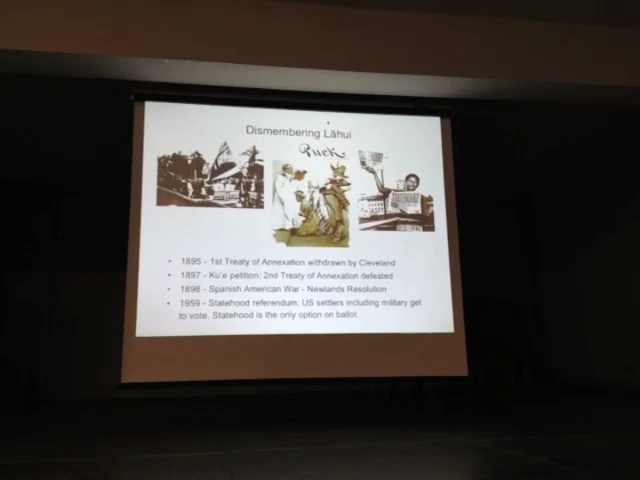 Dismembering Lāhui
Puck
STATEHOOD
• 1895 - 1st Treaty of Annexation withdrawn by Cleveland
• 1897 - Ku'e petition; 2nd Treaty of Annexation defeated
• 1898 - Spanish American War - Newlands Resolution
• 1959 - Statehood referendum; US settlers including military get
to vote. Statehood is the only option on ballot.